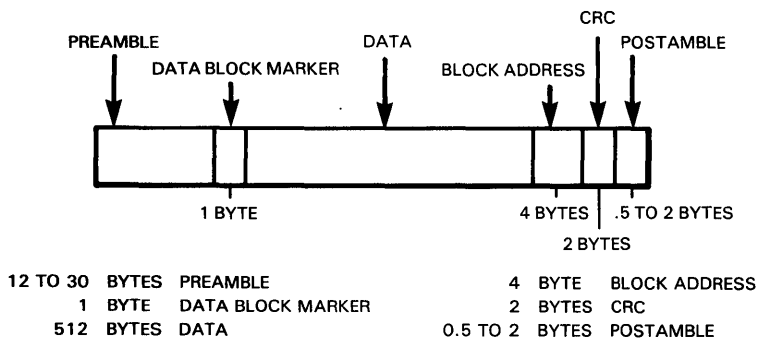 CRC
PREAMBLE
DATA
POSTAMBLE
DATA BLOCK MARKER
BLOCK ADDRESS
1 BYTE
4 BYTES
.5 TO 2 BYTES
2 BYTES
12 TO 30 BYTES PREAMBLE
1 BYTE DATA BLOCK MARKER
512 BYTES DATA
4 BYTE BLOCK ADDRESS
2 BYTES CRC
0.5 TO 2 BYTES POSTAMBLE